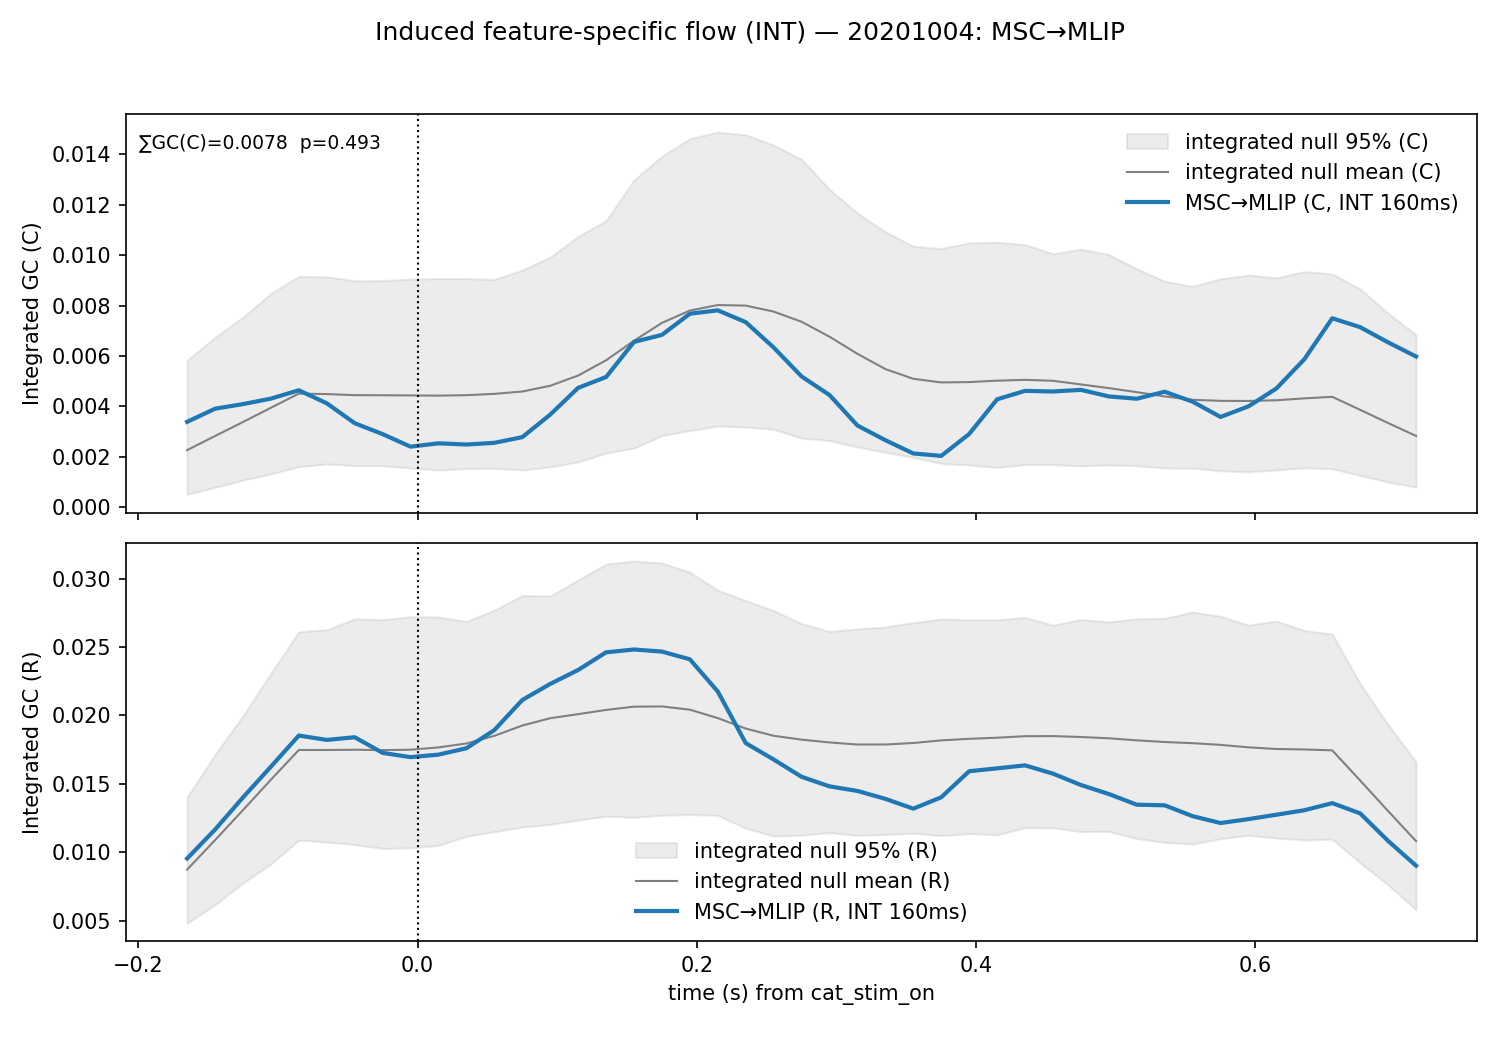 Induced feature-specific flow (INT) — 20201004: MSC→MLIP
∑GC(C)=0.0078  p=0.493
integrated null 95% (C)
integrated null mean (C)
MSC→MLIP (C, INT 160ms)
Integrated GC (C)
0.014
0.012
0.010
0.008
0.006
0.004
0.002
0.000
Integrated GC (R)
0.030
0.025
0.020
0.015
0.010
0.005
integrated null 95% (R)
integrated null mean (R)
MSC→MLIP (R, INT 160ms)
−0.2 0.0 0.2 0.4 0.6
time (s) from cat_stim_on